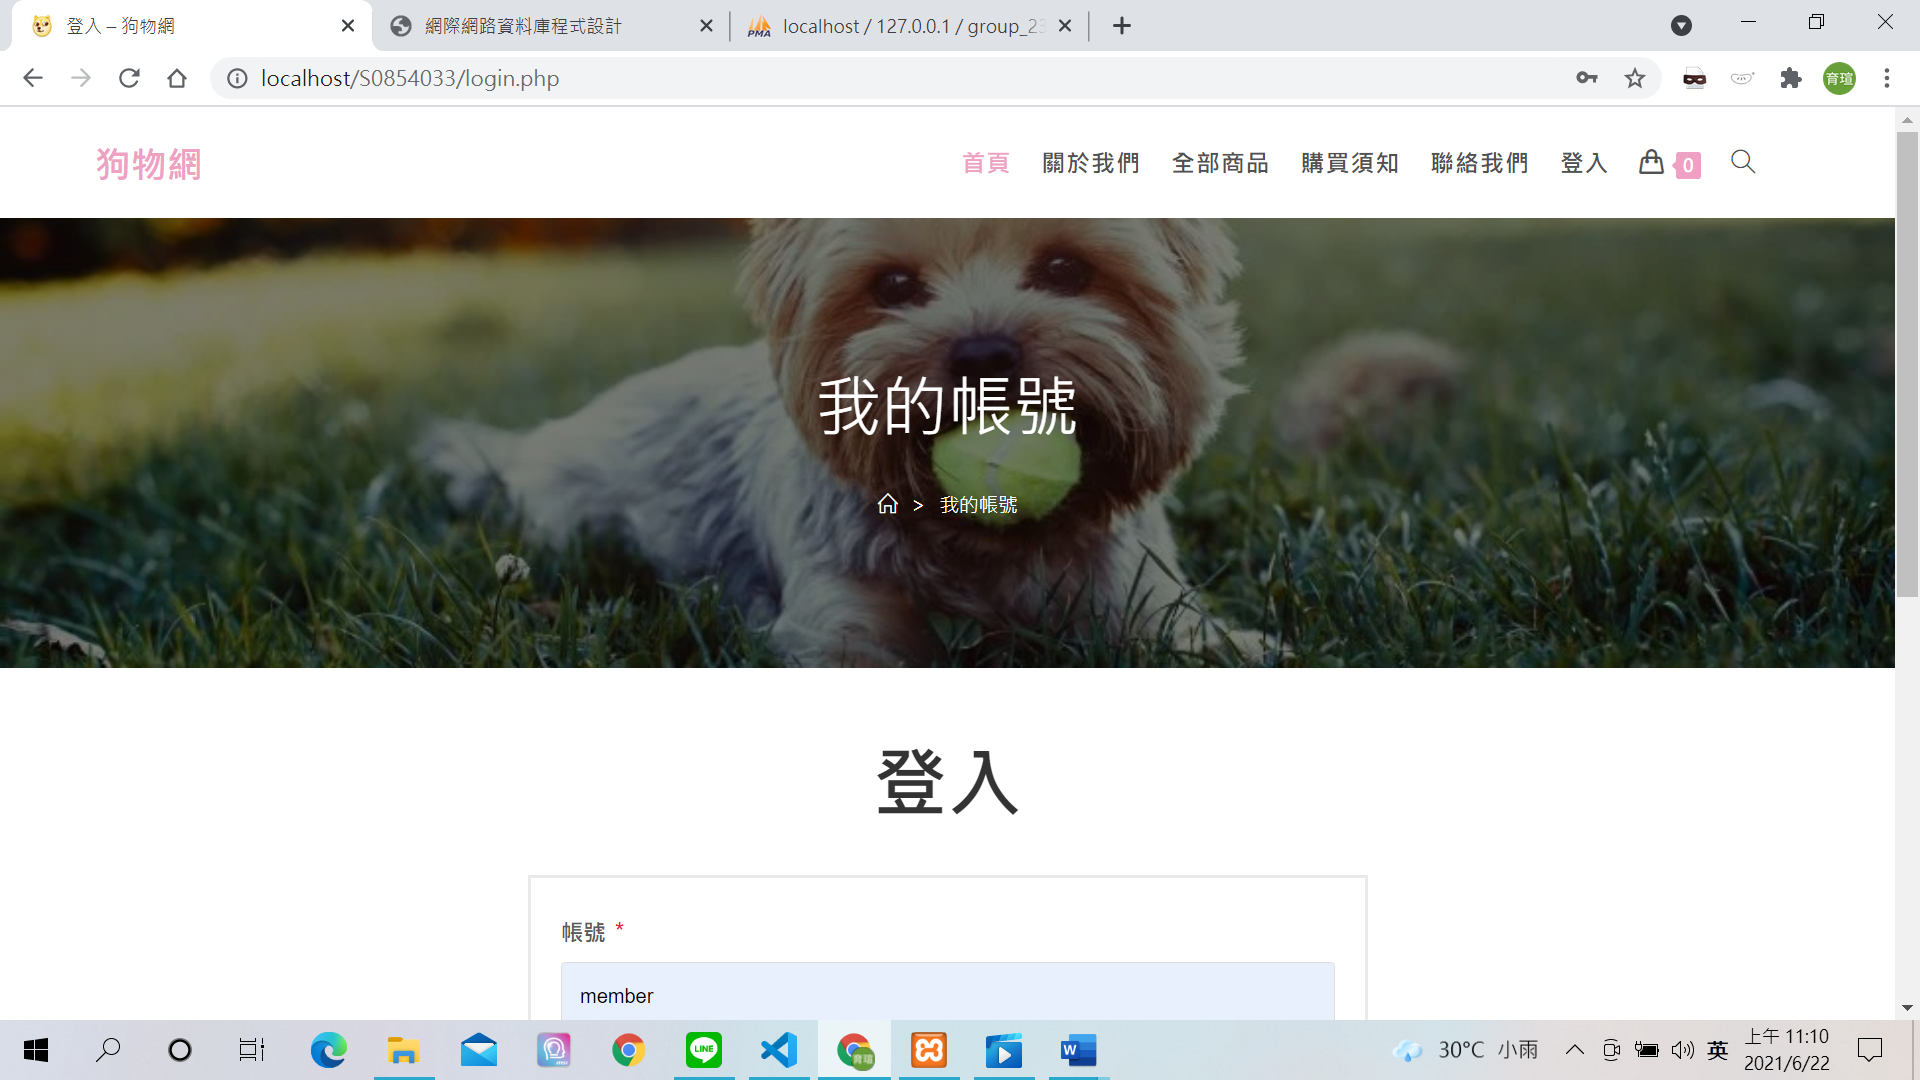 登入 – 狗物網
網際網路資料庫程式設計
localhost / 127.0.0.1 / group_23
localhost/S0854033/login.php
育瑄
狗物網
首頁 關於我們 全部商品 購買須知 聯絡我們 登入 0
我的帳號
> 我的帳號
登入
帳號 *
member
30°C 小雨
英
上午 11:10
2021/6/22